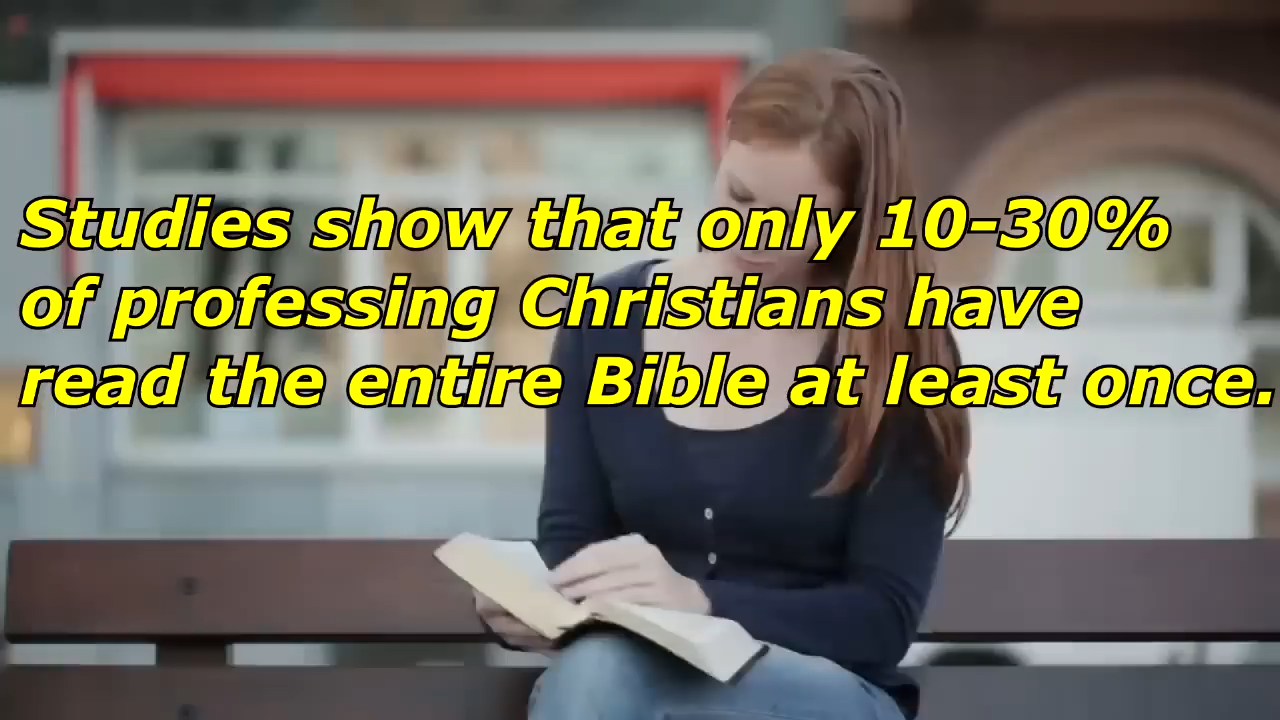 Studies show that only 10-30%
of professing Christians have
read the entire Bible at least once.